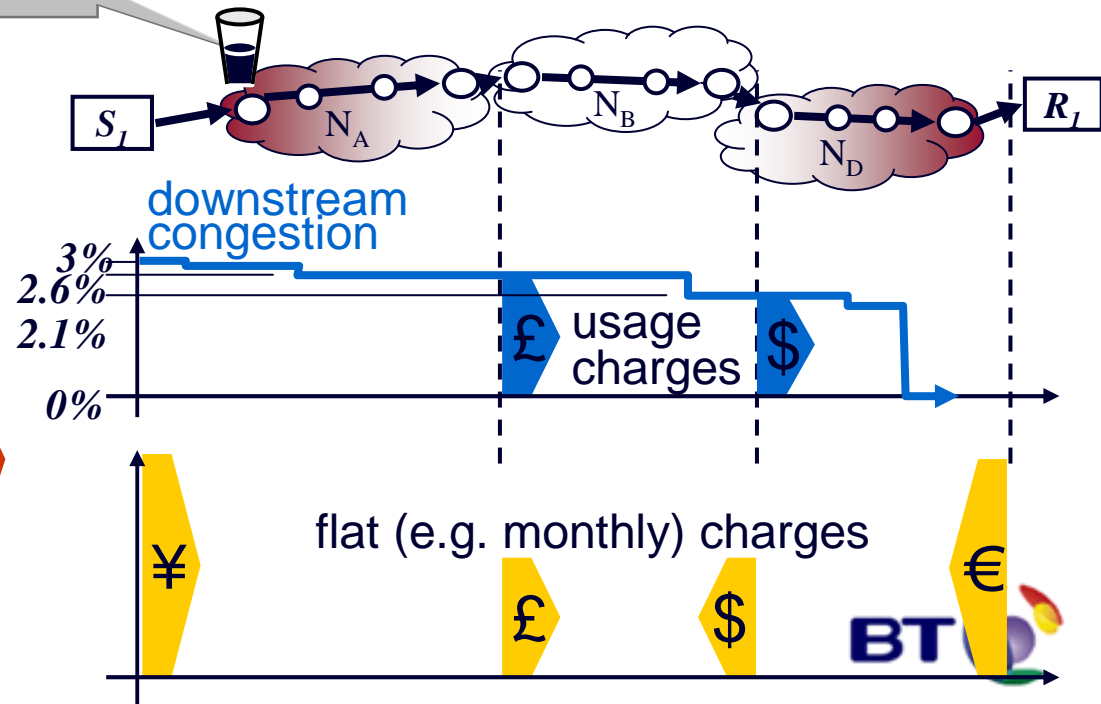 S1
NA
NB
ND
R1
downstream
congestion
3%
2.6%
2.1%
0%
£
usage
charges
$
flat (e.g. monthly) charges
¥
£
$
€
BT